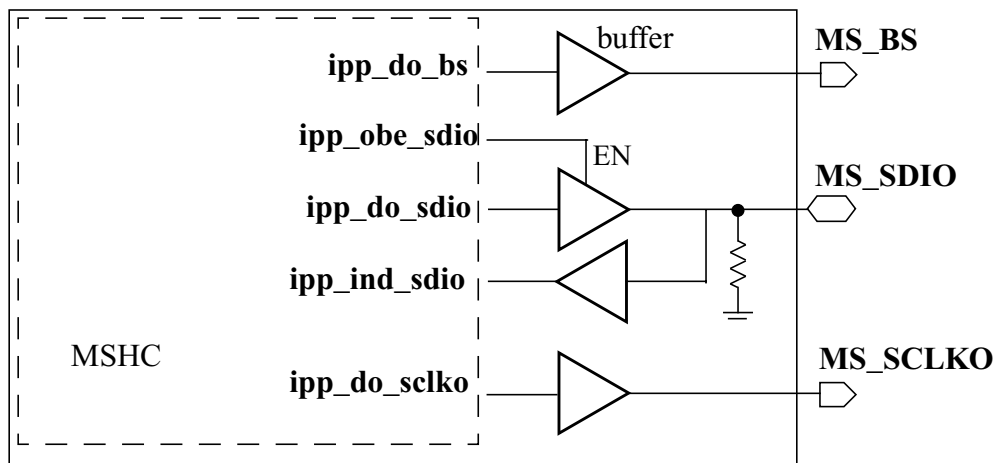 buffer
MS_BS
ipp_do_bs
ipp_obe_sdio
EN
MS_SDIO
ipp_do_sdio
ipp_ind_sdio
MSHC
MS_SCLKO
ipp_do_sclko